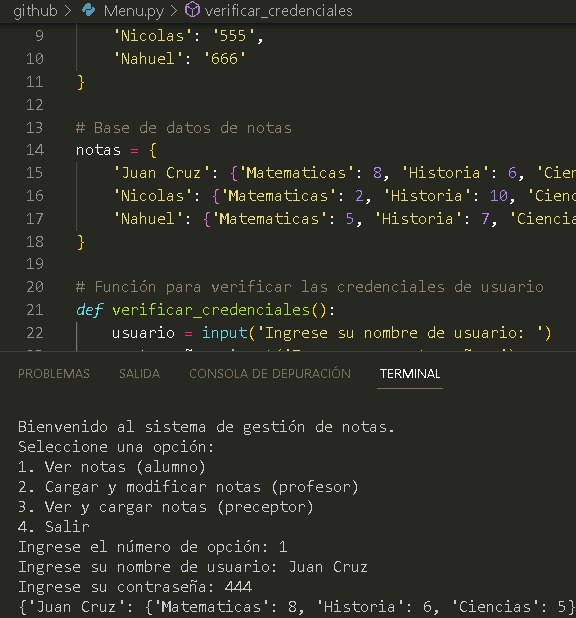 github > Menu.py > verificar_credenciales
9 'Nicolas': '555',
10 'Nahuel': '666'
11 }
12
13 # Base de datos de notas
14 notas = {
15 'Juan Cruz': {'Matematicas': 8, 'Historia': 6, 'Cien
16 'Nicolas': {'Matematicas': 2, 'Historia': 10, 'Cienc
17 'Nahuel': {'Matematicas': 5, 'Historia': 7, 'Ciencia
18 }
19
20 # Función para verificar las credenciales de usuario
21 def verificar_credenciales():
22 usuario = input('Ingrese su nombre de usuario: ')
PROBLEMAS SALIDA CONSOLA DE DEPURACIÓN TERMINAL
Bienvenido al sistema de gestión de notas.
Seleccione una opción:
1. Ver notas (alumno)
2. Cargar y modificar notas (profesor)
3. Ver y cargar notas (preceptor)
4. Salir
Ingrese el número de opción: 1
Ingrese su nombre de usuario: Juan Cruz
Ingrese su contraseña: 444
{'Juan Cruz': {'Matematicas': 8, 'Historia': 6, 'Ciencias': 5}